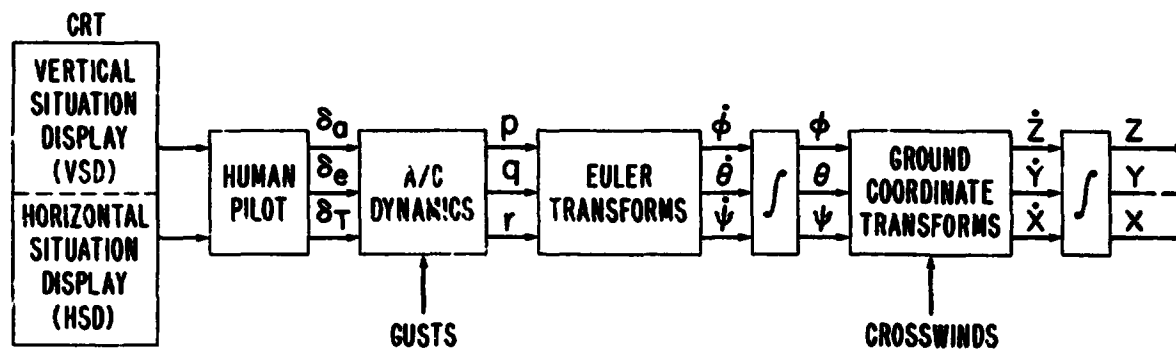 CRT
VERTICAL
SITUATION
DISPLAY
(VSD)
HORIZONTAL
SITUATION
DISPLAY
(HSD)
HUMAN
PILOT
δa
δe
δT
A/C
DYNAMICS
GUSTS
p
q
r
EULER
TRANSFORMS
φ̇
θ̇
ψ̇
∫
φ
θ
ψ
GROUND
COORDINATE
TRANSFORMS
CROSSWINDS
Ż
Ẏ
Ẋ
∫
Z
Y
X